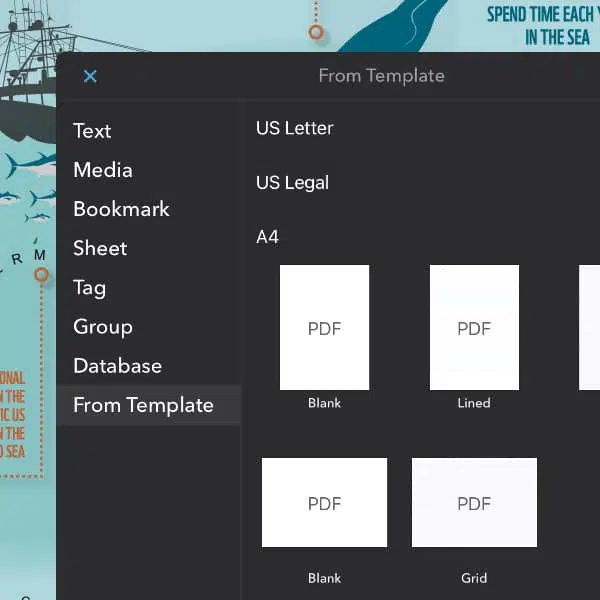 SPEND TIME EACH
IN THE SEA
From Template
Text
Media
Bookmark
Sheet
Tag
Group
Database
From Template
US Letter
US Legal
A4
PDF
PDF
Blank
Lined
PDF
PDF
Blank
Grid
R M
ONAL
THE
IC US
THE
SEA